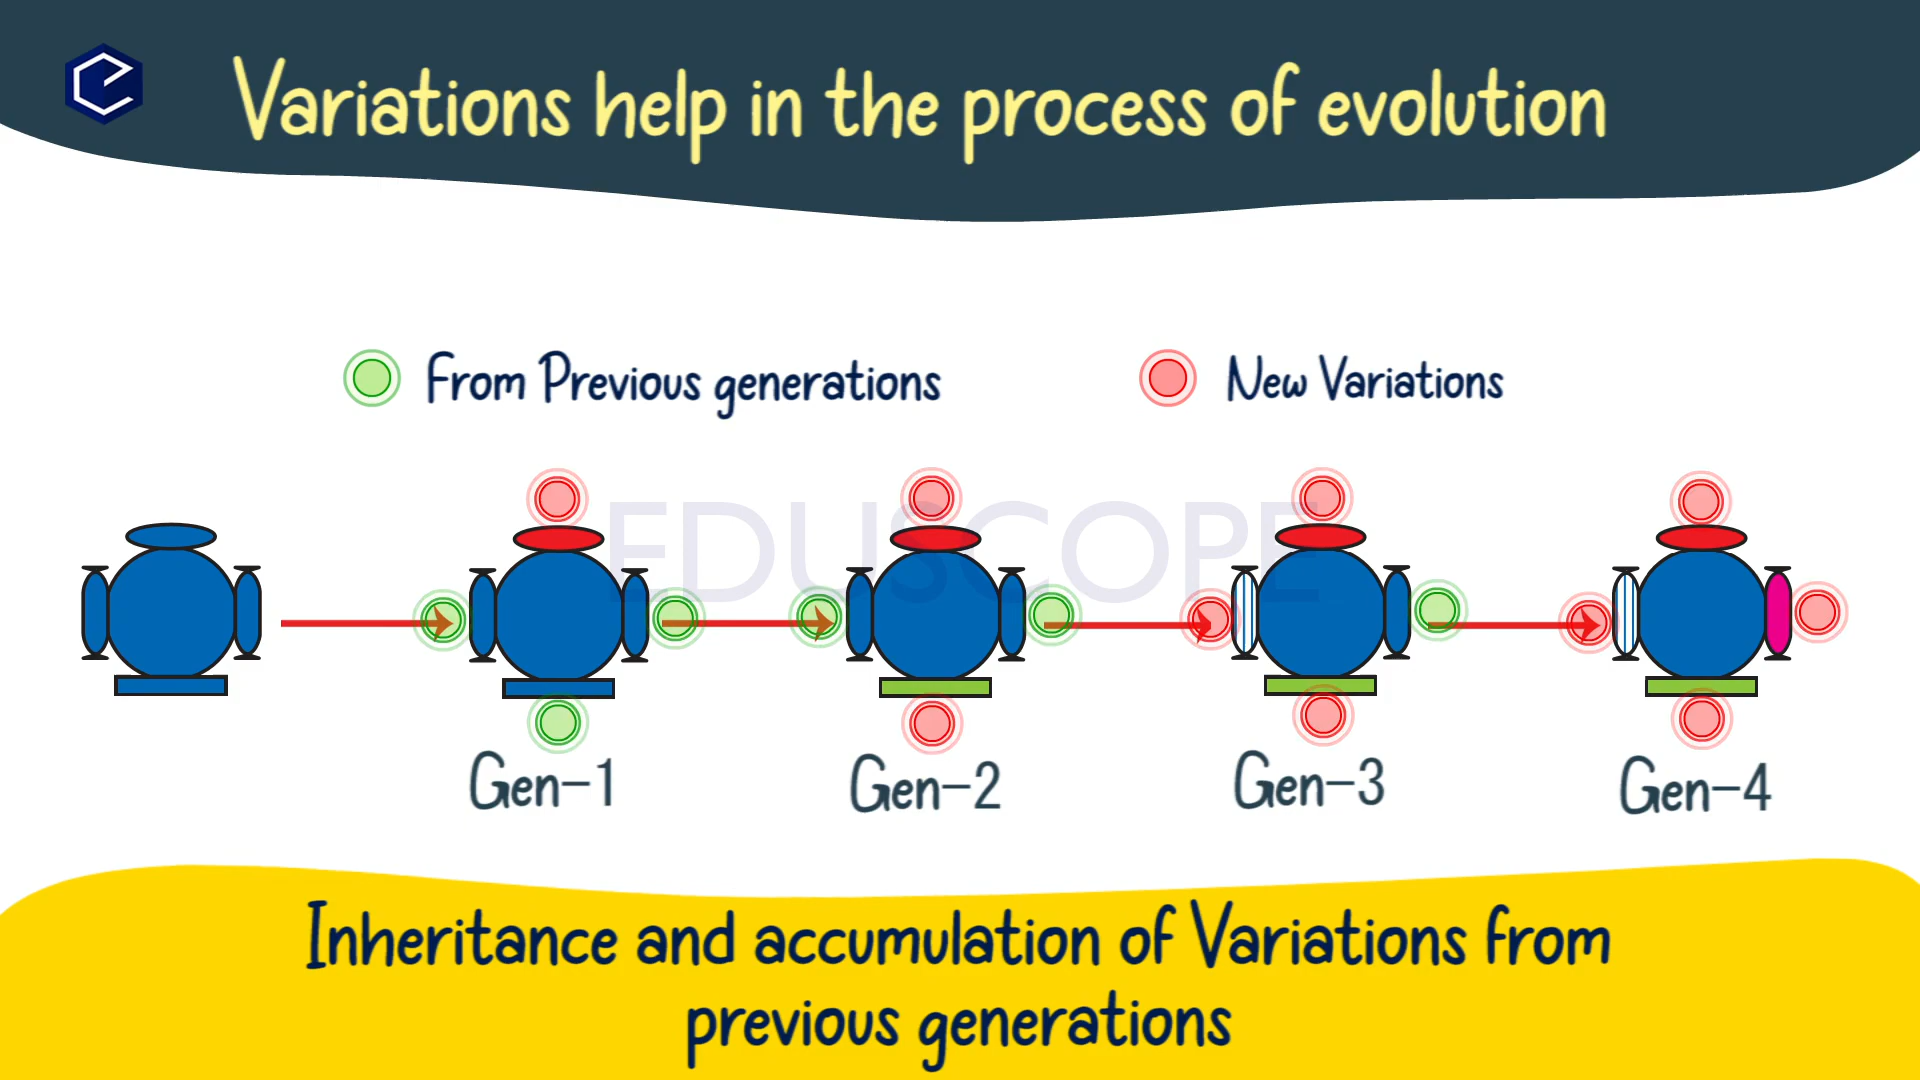 Variations help in the process of evolution
From Previous generations
New Variations
EDUSCOPE
Gen-1
Gen-2
Gen-3
Gen-4
Inheritance and accumulation of Variations from
previous generations